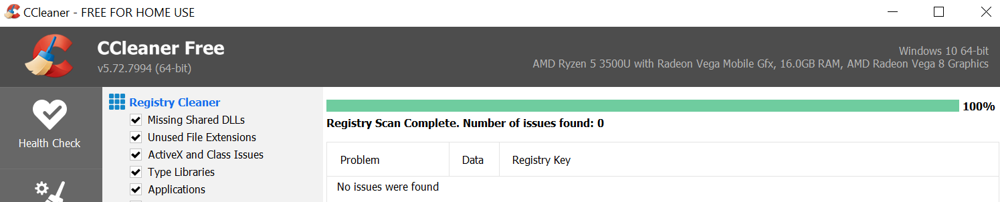 CCleaner - FREE FOR HOME USE
CCleaner Free
v5.72.7994 (64-bit)
Windows 10 64-bit
AMD Ryzen 5 3500U with Radeon Vega Mobile Gfx, 16.0GB RAM, AMD Radeon Vega 8 Graphics
Health Check
Registry Cleaner
Missing Shared DLLs
Unused File Extensions
ActiveX and Class Issues
Type Libraries
Applications
100%
Registry Scan Complete. Number of issues found: 0
Problem Data Registry Key
No issues were found